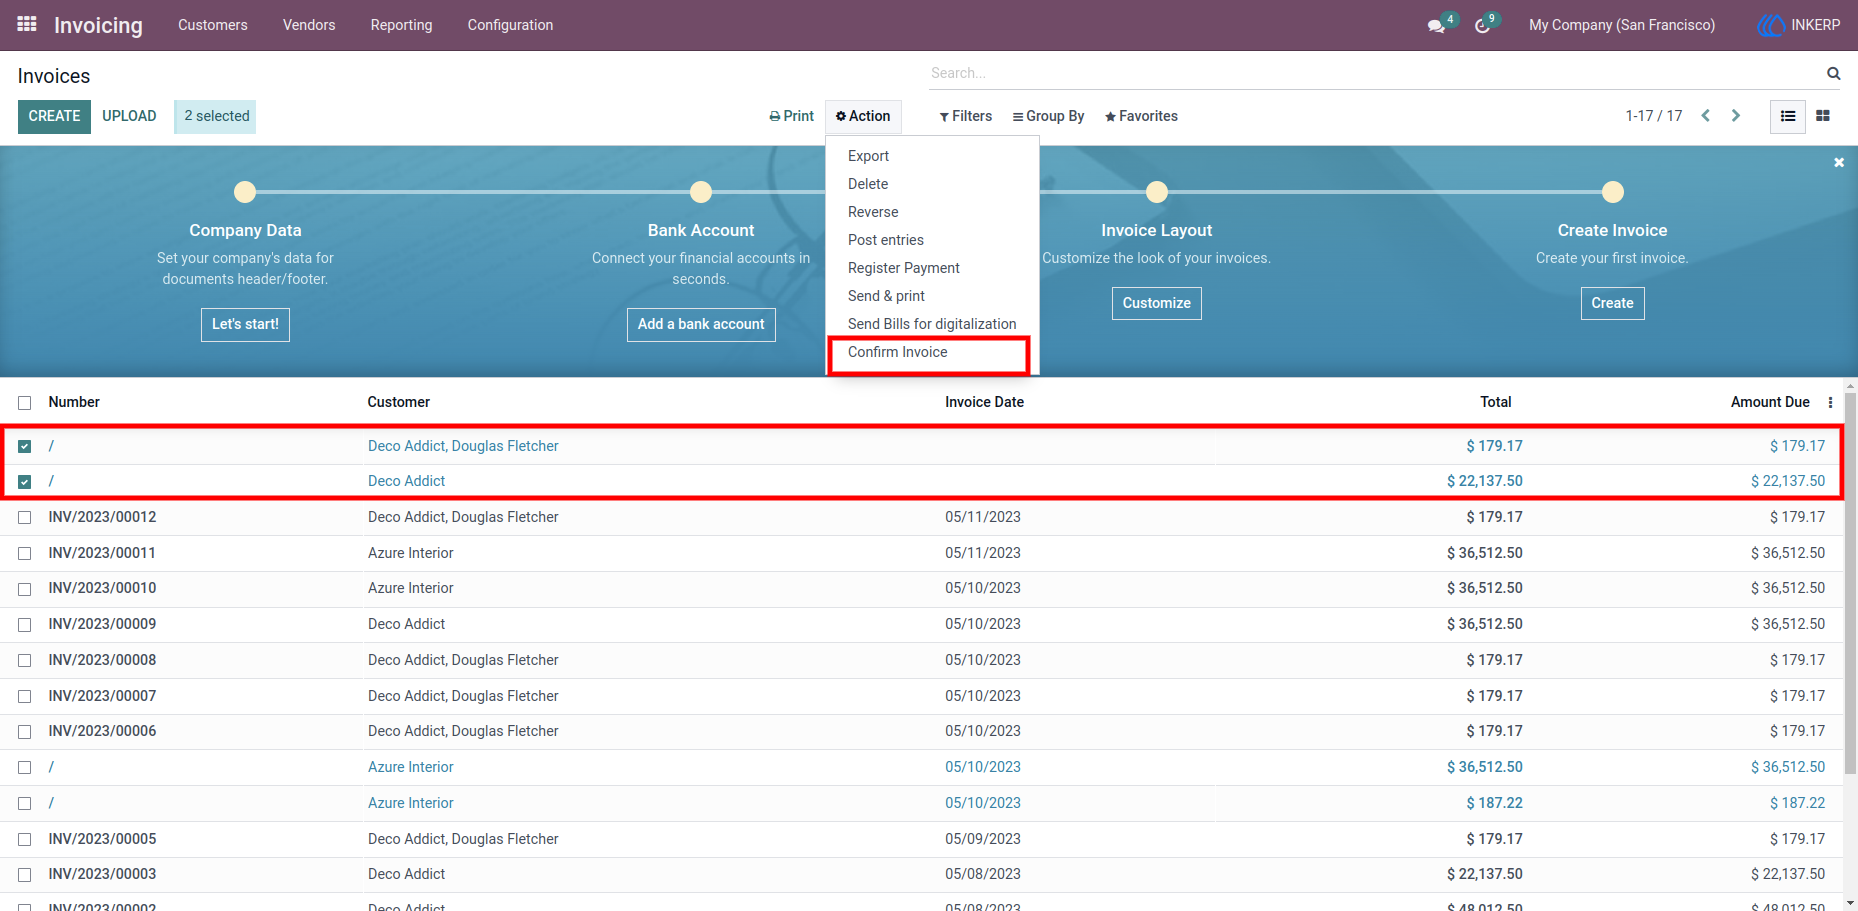 Invoicing Customers Vendors Reporting Configuration 4 9 My Company (San Francisco) INKERP
Invoices
Search...
CREATE UPLOAD 2 selected Print Action Filters Group By Favorites 1-17 / 17
Export
Delete
Reverse
Post entries
Register Payment
Send & print
Send Bills for digitalization
Confirm Invoice
Company Data
Set your company's data for
documents header/footer.
Let's start!
Bank Account
Connect your financial accounts in
seconds.
Add a bank account
Invoice Layout
Customize the look of your invoices.
Customize
Create Invoice
Create your first invoice.
Create
Number Customer Invoice Date Total Amount Due
/ Deco Addict, Douglas Fletcher $ 179.17 $ 179.17
/ Deco Addict $ 22,137.50 $ 22,137.50
INV/2023/00012 Deco Addict, Douglas Fletcher 05/11/2023 $ 179.17 $ 179.17
INV/2023/00011 Azure Interior 05/11/2023 $ 36,512.50 $ 36,512.50
INV/2023/00010 Azure Interior 05/10/2023 $ 36,512.50 $ 36,512.50
INV/2023/00009 Deco Addict 05/10/2023 $ 36,512.50 $ 36,512.50
INV/2023/00008 Deco Addict, Douglas Fletcher 05/10/2023 $ 179.17 $ 179.17
INV/2023/00007 Deco Addict, Douglas Fletcher 05/10/2023 $ 179.17 $ 179.17
INV/2023/00006 Deco Addict, Douglas Fletcher 05/10/2023 $ 179.17 $ 179.17
/ Azure Interior 05/10/2023 $ 36,512.50 $ 36,512.50
/ Azure Interior 05/10/2023 $ 187.22 $ 187.22
INV/2023/00005 Deco Addict, Douglas Fletcher 05/09/2023 $ 179.17 $ 179.17
INV/2023/00003 Deco Addict 05/08/2023 $ 22,137.50 $ 22,137.50
INV/2023/00002 Deco Addict 05/08/2023 $ 48,012.50 $ 48,012.50